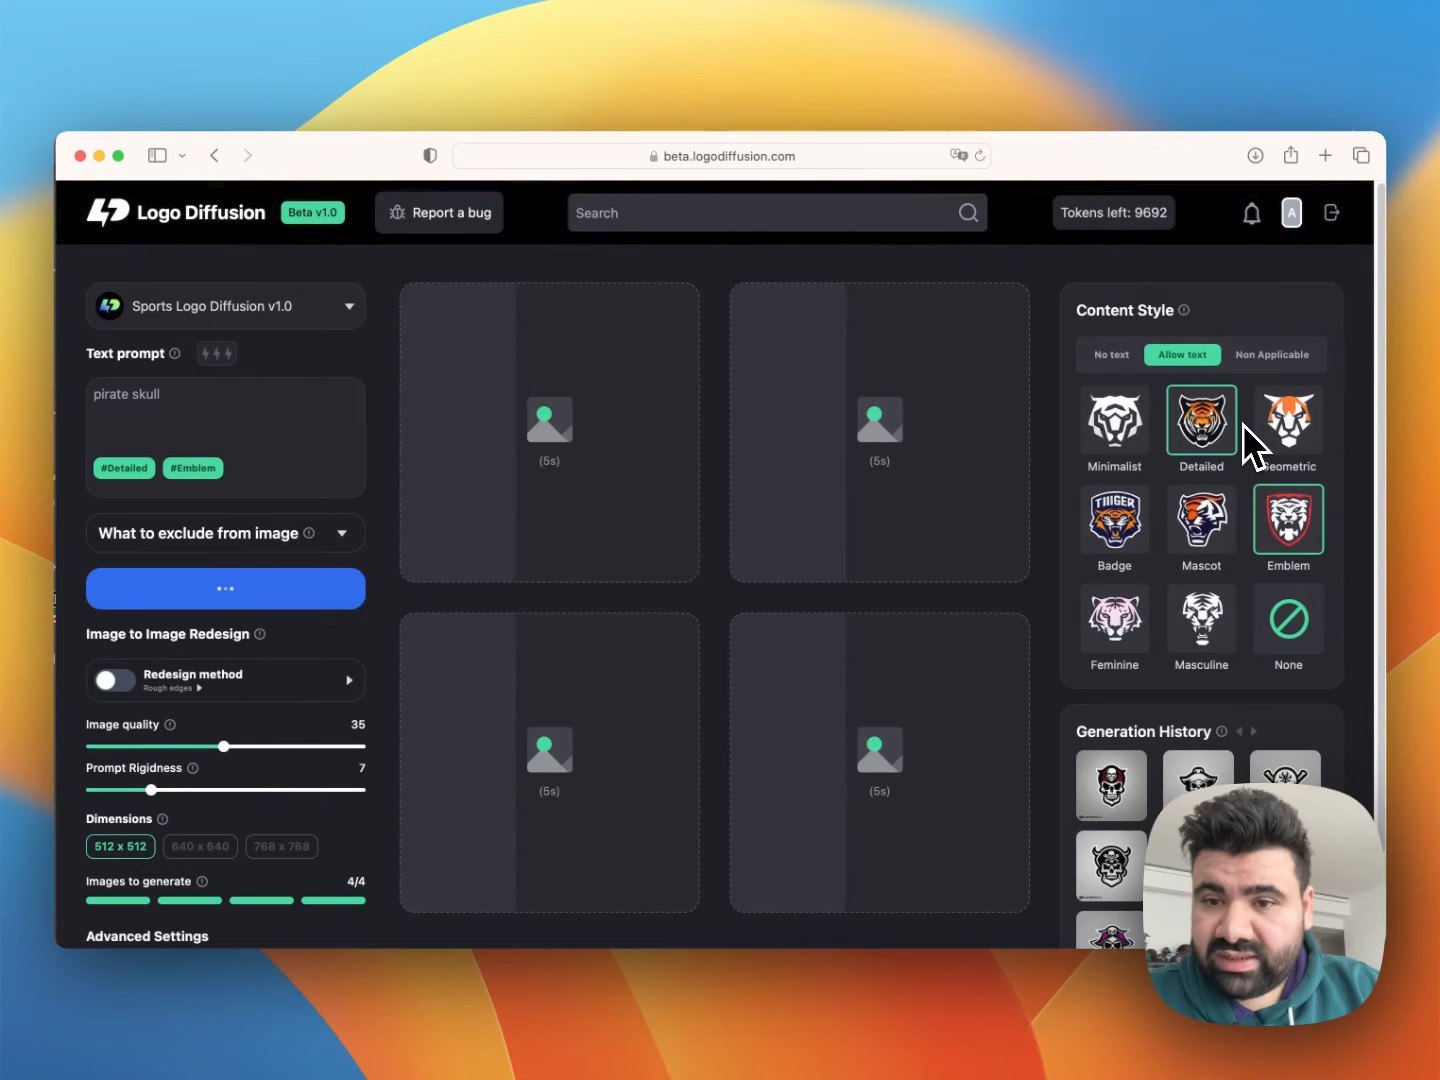 beta.logodiffusion.com
Logo Diffusion
Beta v1.0
Report a bug
Search
Tokens left: 9692
A
Sports Logo Diffusion v1.0
Text prompt
pirate skull
#Detailed
#Emblem
What to exclude from image
...
Image to Image Redesign
Redesign method
Rough edges
Image quality
35
Prompt Rigidness
7
Dimensions
512 x 512
640 x 640
768 x 768
Images to generate
4/4
Advanced Settings
(5s)
(5s)
(5s)
(5s)
Content Style
No text
Allow text
Non Applicable
Minimalist
Detailed
Geometric
TIIIGER
Badge
Mascot
Emblem
Feminine
Masculine
None
Generation History